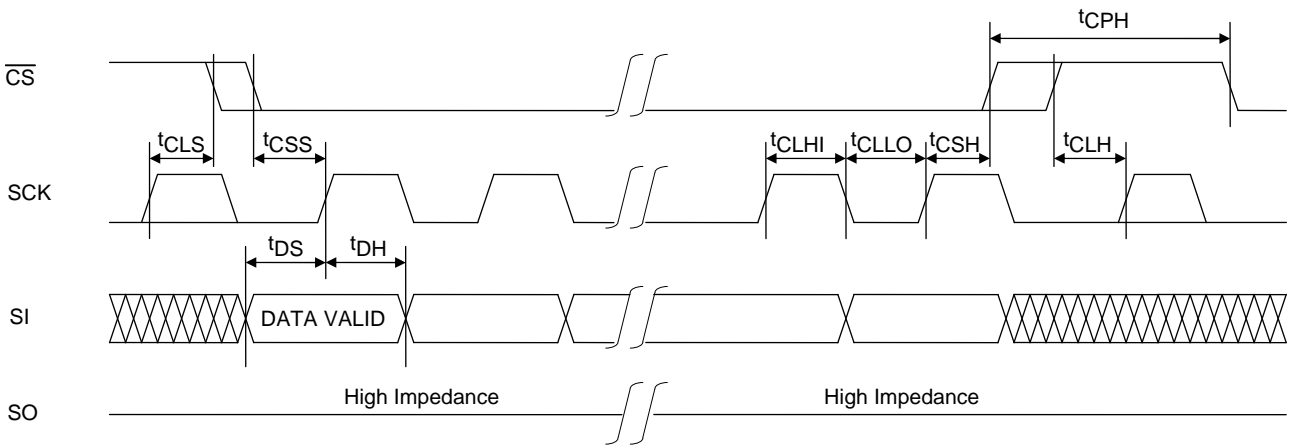 tCPH
CS
tCLS tCSS tCLHI tCLLO tCSH tCLH
SCK
tDS tDH
SI DATA VALID
High Impedance High Impedance
SO